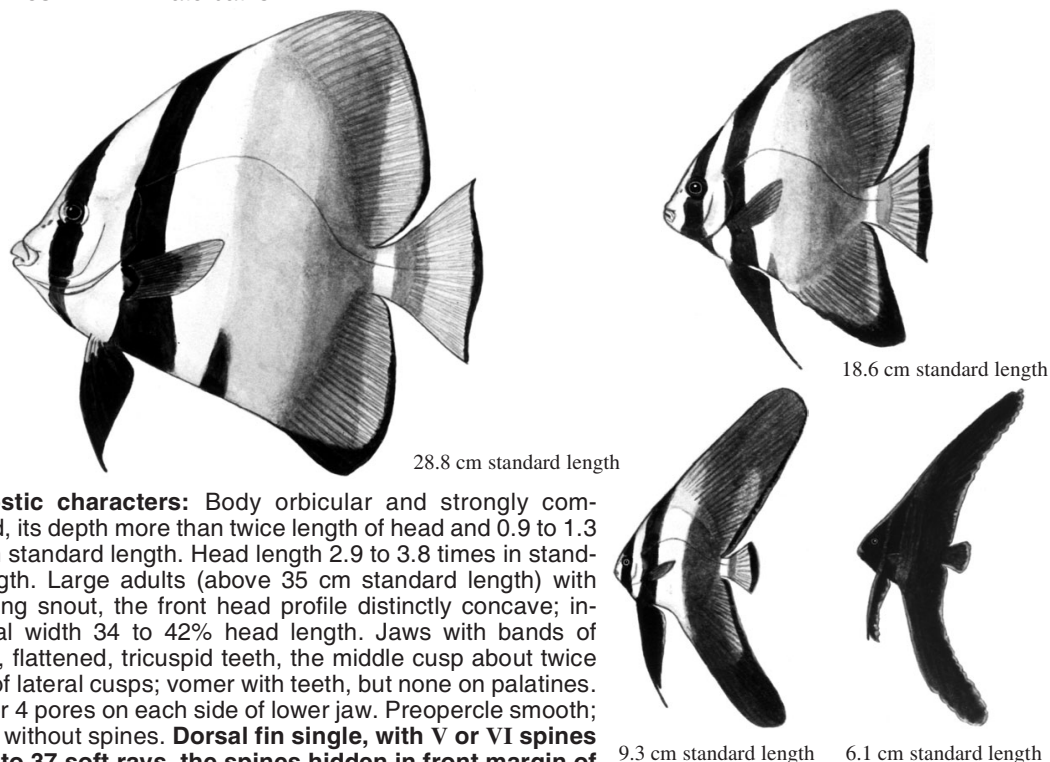 18.6 cm standard length
28.8 cm standard length
stic characters: Body orbicular and strongly com-
d, its depth more than twice length of head and 0.9 to 1.3
standard length. Head length 2.9 to 3.8 times in stand-
gth. Large adults (above 35 cm standard length) with
ing snout, the front head profile distinctly concave; in-
al width 34 to 42% head length. Jaws with bands of
, flattened, tricuspid teeth, the middle cusp about twice
of lateral cusps; vomer with teeth, but none on palatines.
r 4 pores on each side of lower jaw. Preopercle smooth;
without spines. Dorsal fin single, with V or VI spines
to 37 soft rays, the spines hidden in front margin of
9.3 cm standard length
6.1 cm standard length